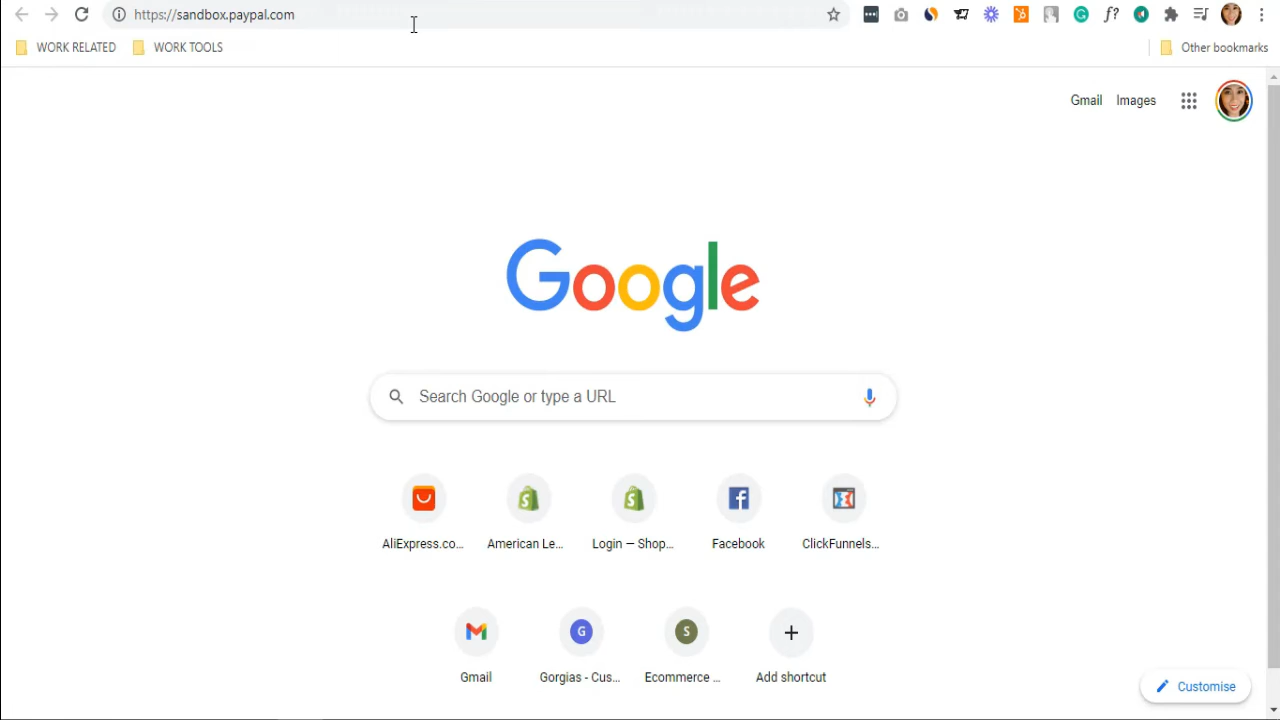 https://sandbox.paypal.com
f?
WORK RELATED
WORK TOOLS
Other bookmarks
Gmail
Images
Google
Search Google or type a URL
AliExpress.co...
American Le...
Login — Shop...
Facebook
ClickFunnels...
G
S
Gmail
Gorgias - Cus...
Ecommerce ...
Add shortcut
Customise